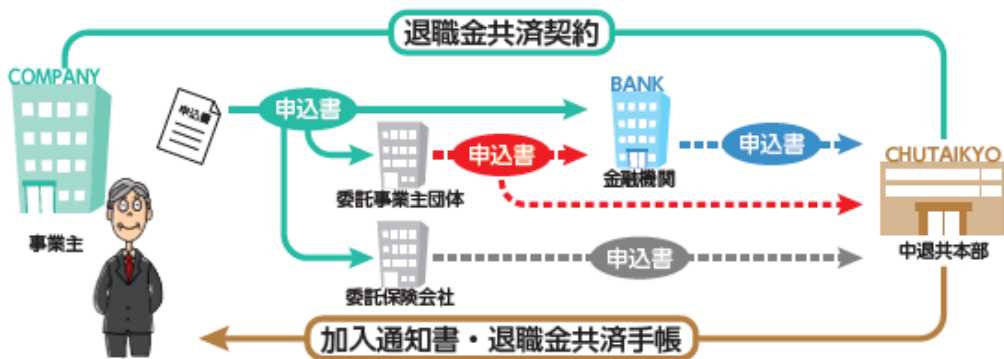 退職金共済契約
COMPANY
申込書
申込書
BANK
申込書
申込書
CHUTAIKYO
金融機関
委託事業主団体
事業主
中退共本部
申込書
委託保険会社
加入通知書・退職金共済手帳